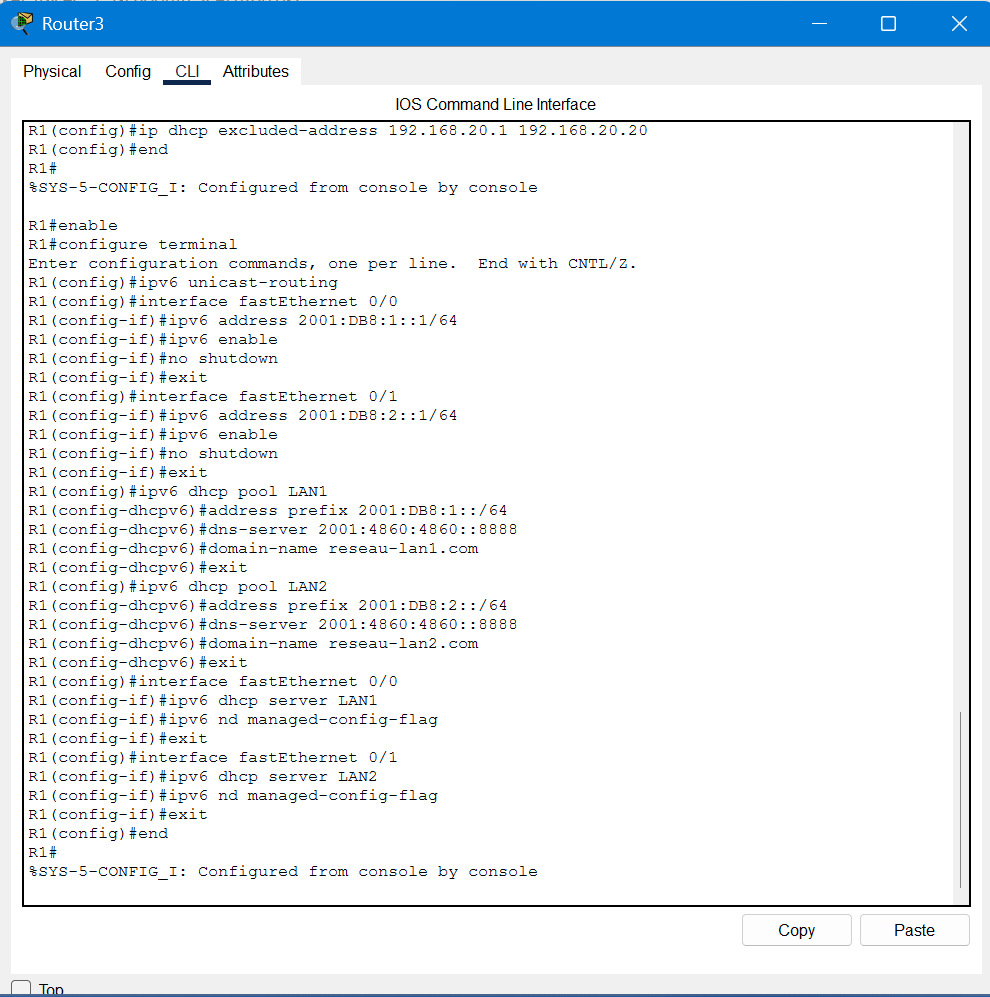 Router3
Physical Config CLI Attributes
IOS Command Line Interface
R1(config)#ip dhcp excluded-address 192.168.20.1 192.168.20.20
R1(config)#end
R1#
%SYS-5-CONFIG_I: Configured from console by console
R1#enable
R1#configure terminal
Enter configuration commands, one per line.  End with CNTL/Z.
R1(config)#ipv6 unicast-routing
R1(config)#interface fastEthernet 0/0
R1(config-if)#ipv6 address 2001:DB8:1::1/64
R1(config-if)#ipv6 enable
R1(config-if)#no shutdown
R1(config-if)#exit
R1(config)#interface fastEthernet 0/1
R1(config-if)#ipv6 address 2001:DB8:2::1/64
R1(config-if)#ipv6 enable
R1(config-if)#no shutdown
R1(config-if)#exit
R1(config)#ipv6 dhcp pool LAN1
R1(config-dhcpv6)#address prefix 2001:DB8:1::/64
R1(config-dhcpv6)#dns-server 2001:4860:4860::8888
R1(config-dhcpv6)#domain-name reseau-lan1.com
R1(config-dhcpv6)#exit
R1(config)#ipv6 dhcp pool LAN2
R1(config-dhcpv6)#address prefix 2001:DB8:2::/64
R1(config-dhcpv6)#dns-server 2001:4860:4860::8888
R1(config-dhcpv6)#domain-name reseau-lan2.com
R1(config-dhcpv6)#exit
R1(config)#interface fastEthernet 0/0
R1(config-if)#ipv6 dhcp server LAN1
R1(config-if)#ipv6 nd managed-config-flag
R1(config-if)#exit
R1(config)#interface fastEthernet 0/1
R1(config-if)#ipv6 dhcp server LAN2
R1(config-if)#ipv6 nd managed-config-flag
R1(config-if)#exit
R1(config)#end
R1#
%SYS-5-CONFIG_I: Configured from console by console
Copy Paste
Top